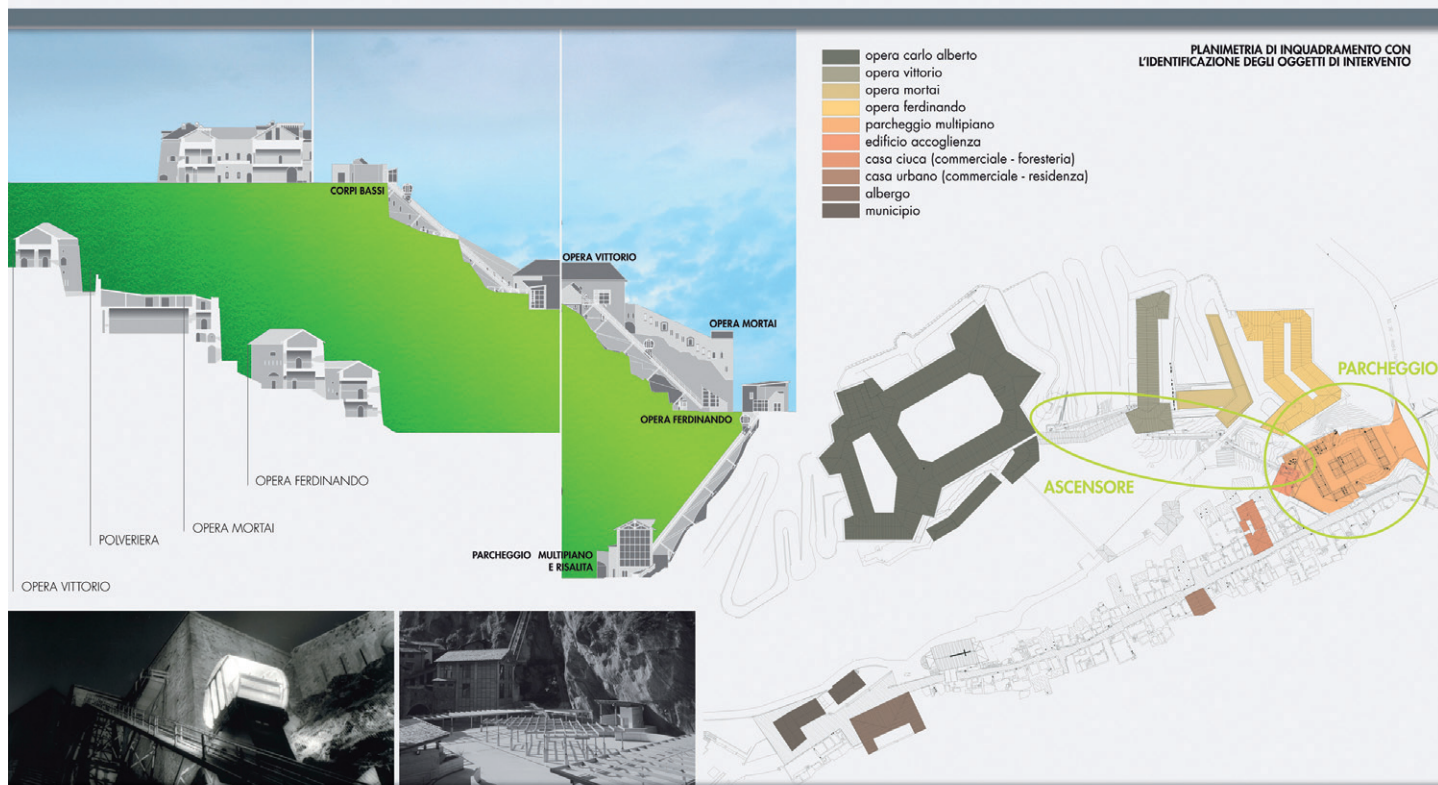 CORPI BASSI
OPERA VITTORIO
OPERA MORTAI
OPERA FERDINANDO
PARCHEGGIO MULTIPIANO
E RISALITA
OPERA FERDINANDO
OPERA MORTAI
POLVERIERA
OPERA VITTORIO
opera carlo alberto
opera vittorio
opera mortai
opera ferdinando
parcheggio multipiano
edificio accoglienza
casa ciuca (commerciale - foresteria)
casa urbano (commerciale - residenza)
albergo
municipio
PLANIMETRIA DI INQUADRAMENTO CON
L'IDENTIFICAZIONE DEGLI OGGETTI DI INTERVENTO
PARCHEGGIO
ASCENSORE